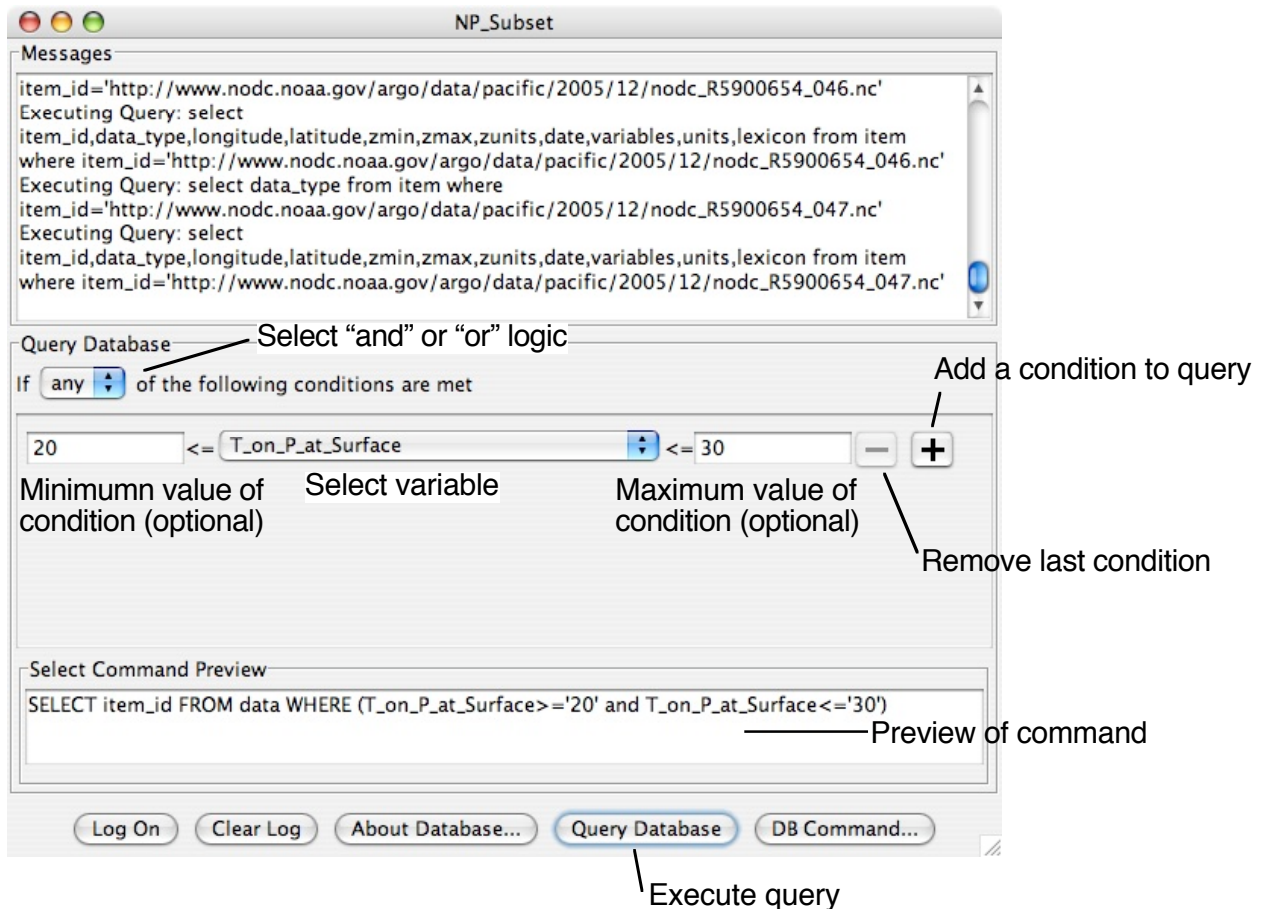 NP_Subset
Messages
item_id='http://www.nodc.noaa.gov/argo/data/pacific/2005/12/nodc_R5900654_046.nc'
Executing Query: select
item_id,data_type,longitude,latitude,zmin,zmax,zunits,date,variables,units,lexicon from item
where item_id='http://www.nodc.noaa.gov/argo/data/pacific/2005/12/nodc_R5900654_046.nc'
Executing Query: select data_type from item where
item_id='http://www.nodc.noaa.gov/argo/data/pacific/2005/12/nodc_R5900654_047.nc'
Executing Query: select
item_id,data_type,longitude,latitude,zmin,zmax,zunits,date,variables,units,lexicon from item
where item_id='http://www.nodc.noaa.gov/argo/data/pacific/2005/12/nodc_R5900654_047.nc'
Select “and” or “or” logic
Query Database
If any of the following conditions are met
Add a condition to query
20 <= T_on_P_at_Surface <= 30 − +
Minimumn value of
condition (optional)
Select variable
Maximum value of
condition (optional)
Remove last condition
Select Command Preview
SELECT item_id FROM data WHERE (T_on_P_at_Surface>='20' and T_on_P_at_Surface<='30')
Preview of command
Log On Clear Log About Database... Query Database DB Command...
Execute query